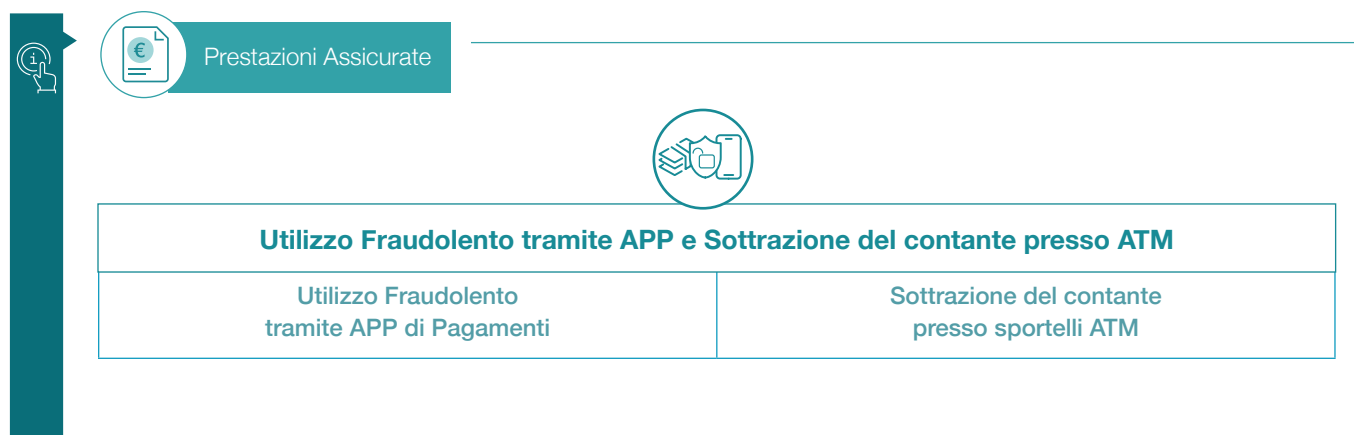 Prestazioni Assicurate
Utilizzo Fraudolento tramite APP e Sottrazione del contante presso ATM
Utilizzo Fraudolento
tramite APP di Pagamenti
Sottrazione del contante
presso sportelli ATM